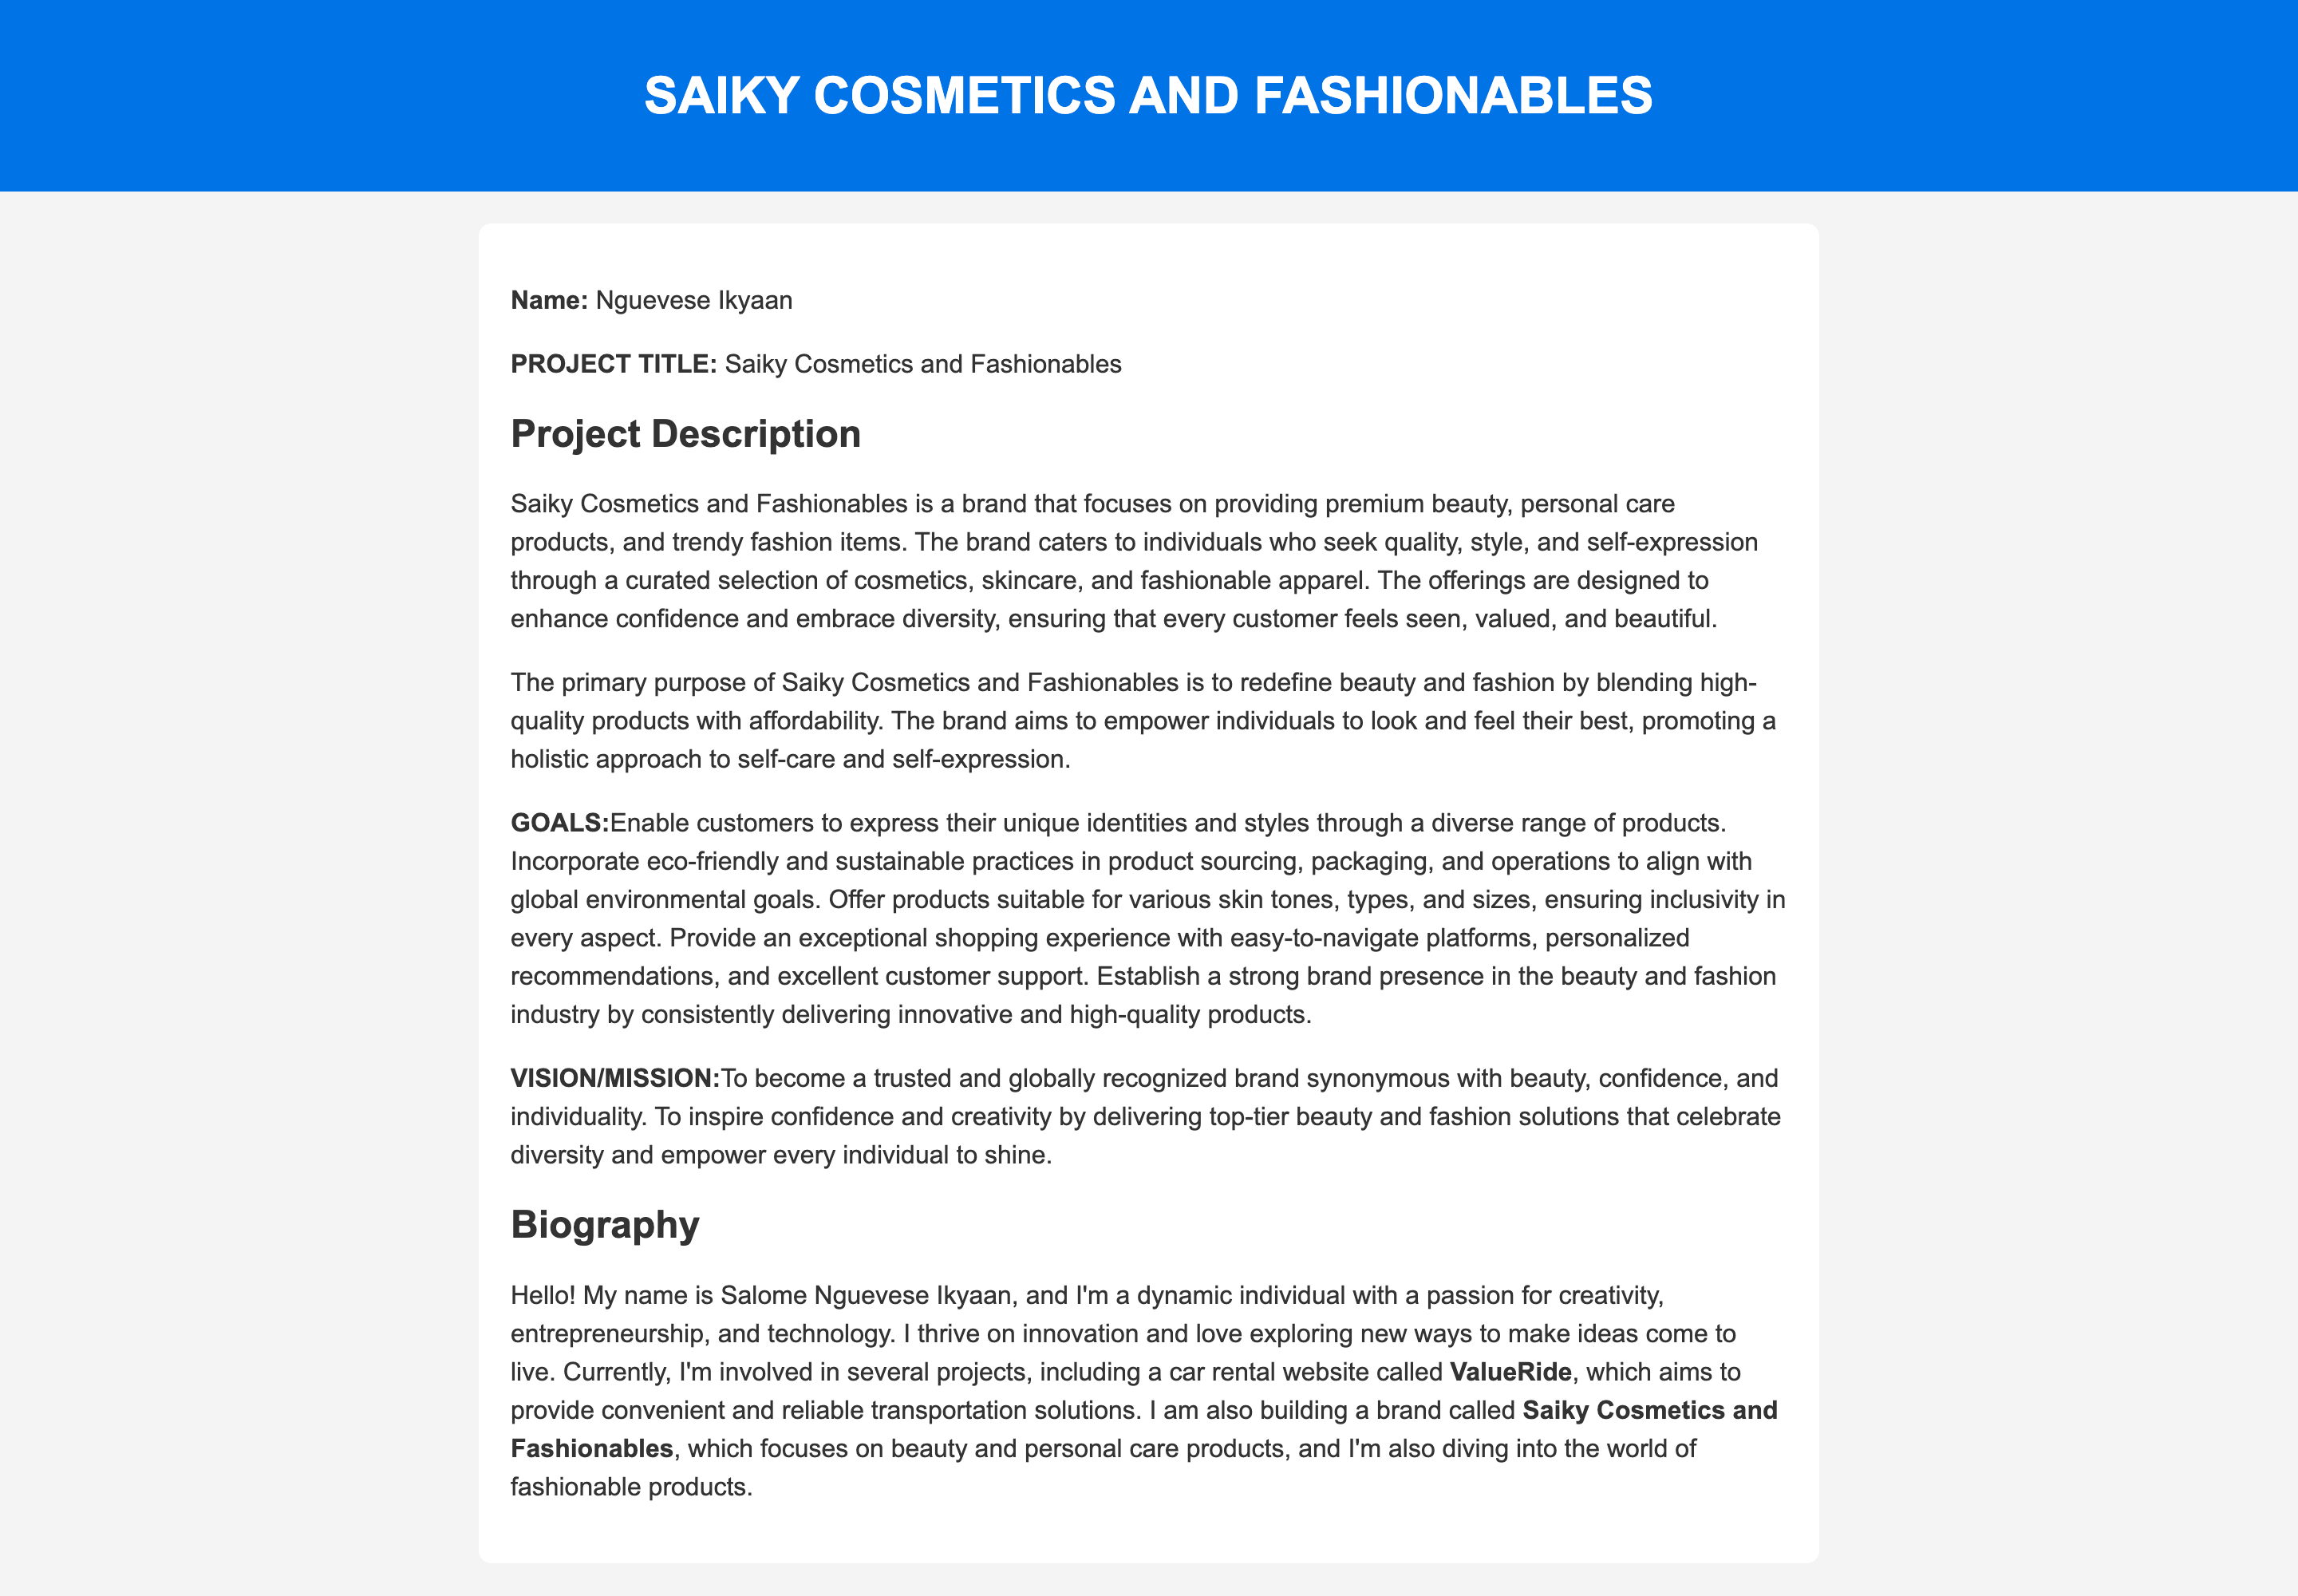 SAIKY COSMETICS AND FASHIONABLES
Name: Nguevese Ikyaan
PROJECT TITLE: Saiky Cosmetics and Fashionables
Project Description
Saiky Cosmetics and Fashionables is a brand that focuses on providing premium beauty, personal care
products, and trendy fashion items. The brand caters to individuals who seek quality, style, and self-expression
through a curated selection of cosmetics, skincare, and fashionable apparel. The offerings are designed to
enhance confidence and embrace diversity, ensuring that every customer feels seen, valued, and beautiful.
The primary purpose of Saiky Cosmetics and Fashionables is to redefine beauty and fashion by blending high-
quality products with affordability. The brand aims to empower individuals to look and feel their best, promoting a
holistic approach to self-care and self-expression.
GOALS:Enable customers to express their unique identities and styles through a diverse range of products.
Incorporate eco-friendly and sustainable practices in product sourcing, packaging, and operations to align with
global environmental goals. Offer products suitable for various skin tones, types, and sizes, ensuring inclusivity in
every aspect. Provide an exceptional shopping experience with easy-to-navigate platforms, personalized
recommendations, and excellent customer support. Establish a strong brand presence in the beauty and fashion
industry by consistently delivering innovative and high-quality products.
VISION/MISSION:To become a trusted and globally recognized brand synonymous with beauty, confidence, and
individuality. To inspire confidence and creativity by delivering top-tier beauty and fashion solutions that celebrate
diversity and empower every individual to shine.
Biography
Hello! My name is Salome Nguevese Ikyaan, and I'm a dynamic individual with a passion for creativity,
entrepreneurship, and technology. I thrive on innovation and love exploring new ways to make ideas come to
live. Currently, I'm involved in several projects, including a car rental website called ValueRide, which aims to
provide convenient and reliable transportation solutions. I am also building a brand called Saiky Cosmetics and
Fashionables, which focuses on beauty and personal care products, and I'm also diving into the world of
fashionable products.